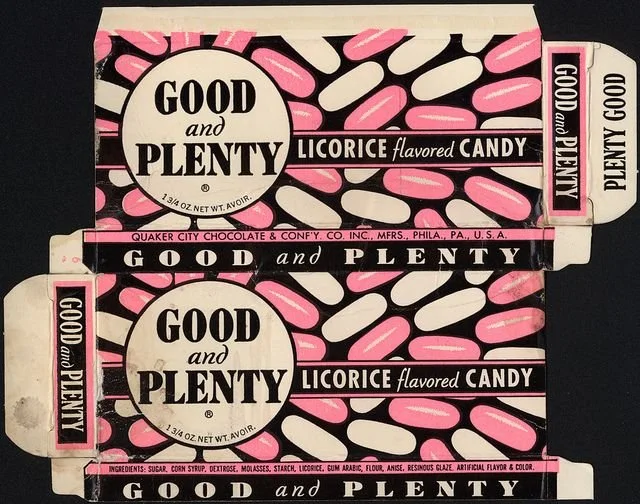 GOOD
and
PLENTY
®
1 3/4 OZ. NET WT. AVOIR.
LICORICE flavored CANDY
GOOD and PLENTY
PLENTY GOOD
QUAKER CITY CHOCOLATE & CONF'Y. CO. INC., MFRS., PHILA., PA., U.S.A.
GOOD and PLENTY
GOOD and PLENTY
GOOD
and
PLENTY
®
1 3/4 OZ. NET WT. AVOIR.
LICORICE flavored CANDY
INGREDIENTS: SUGAR, CORN SYRUP, DEXTROSE, MOLASSES, STARCH, LICORICE, GUM ARABIC, FLOUR, ANISE, RESINOUS GLAZE, ARTIFICIAL FLAVOR & COLOR.
GOOD and PLENTY